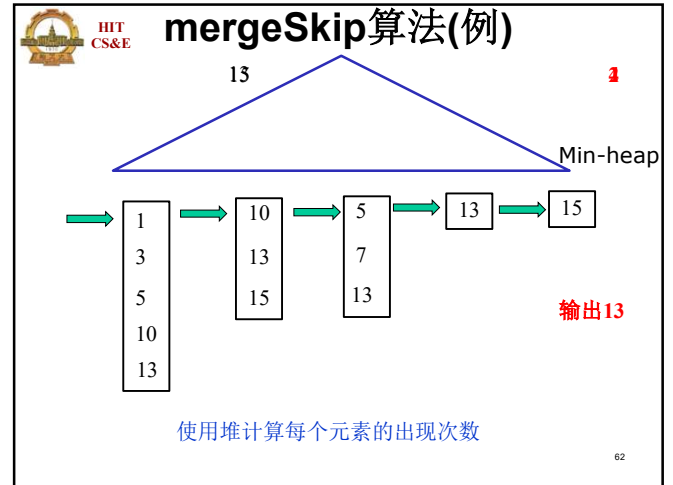 HIT
CS&E
mergeSkip算法(例)
Min-heap
1 10 5 13 15
3 13 7
5 15 13
输出13
10
13
使用堆计算每个元素的出现次数
62